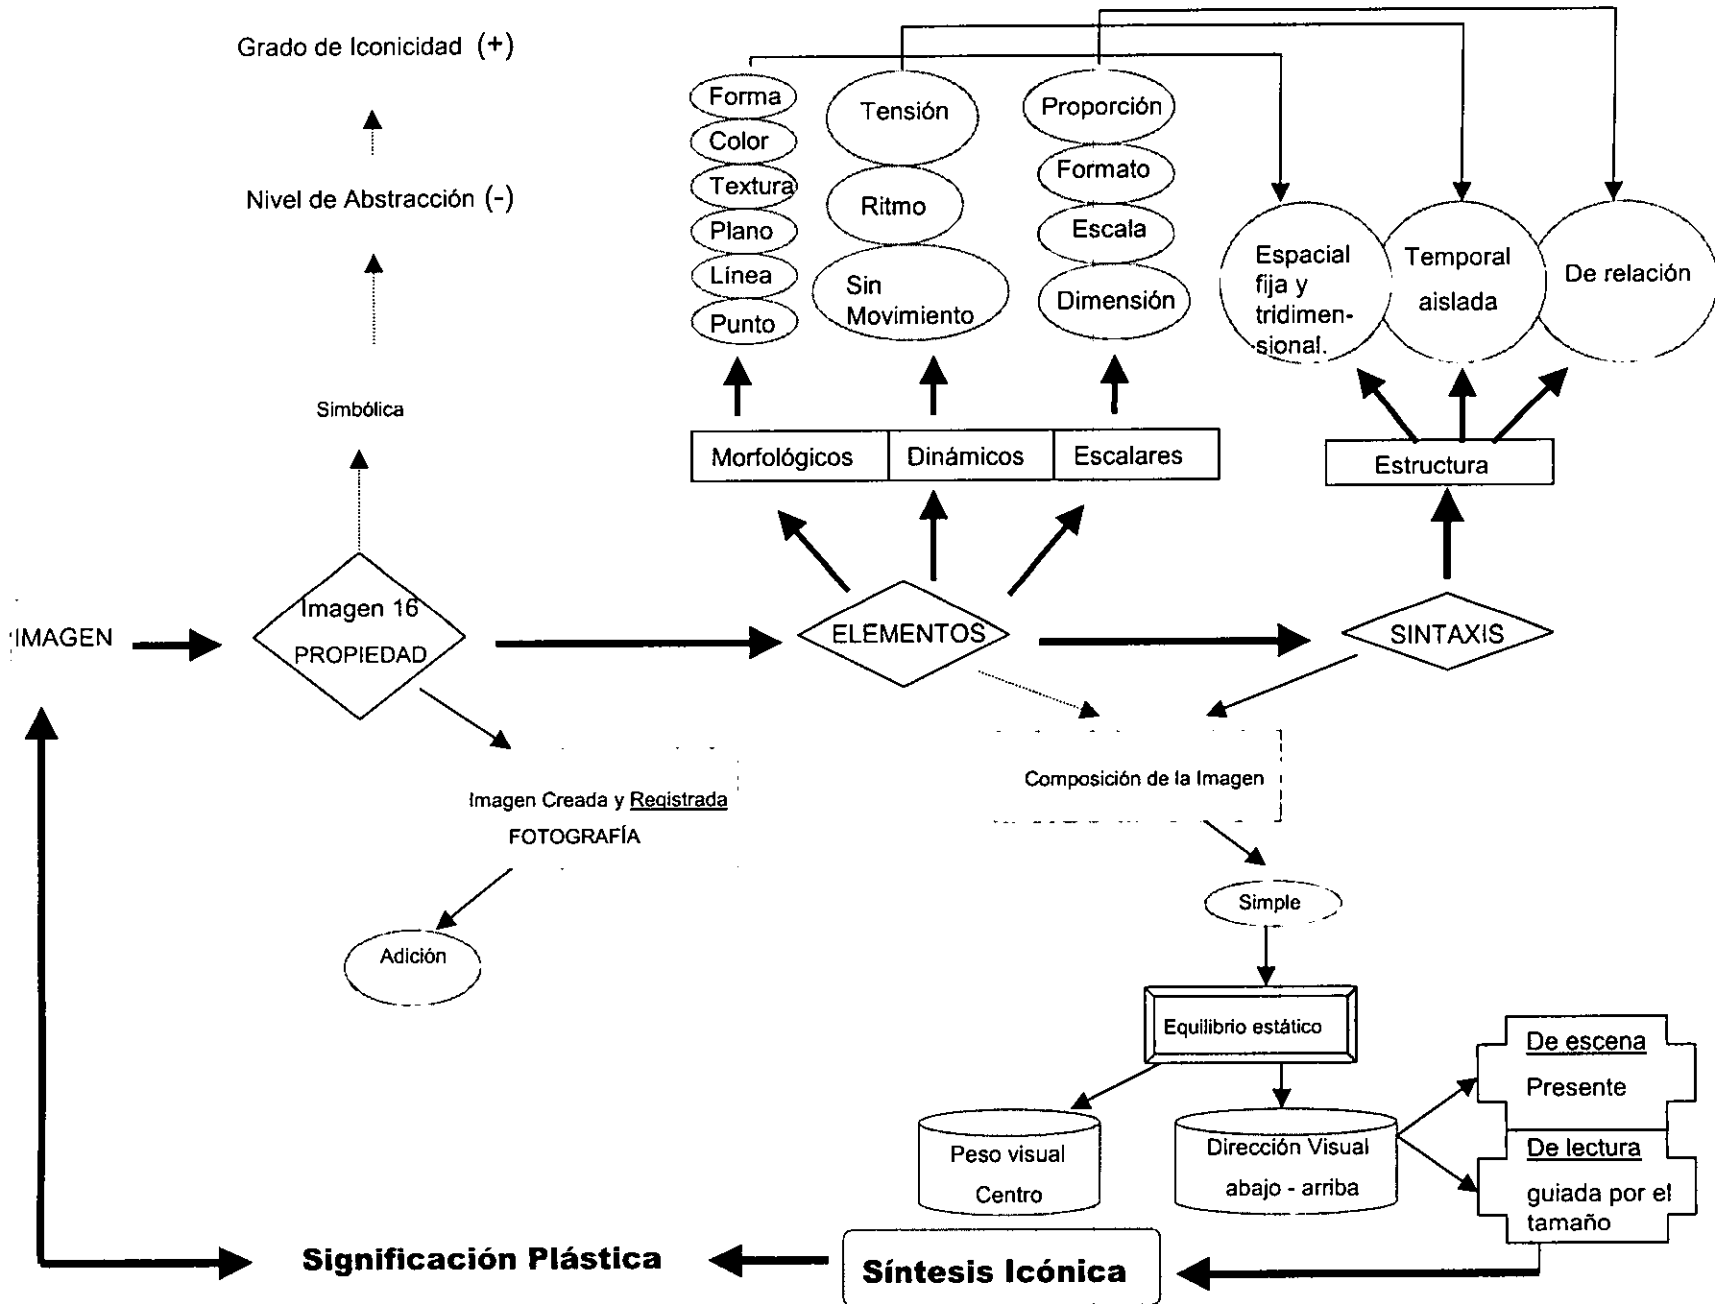 Grado de Iconicidad (+)
Nivel de Abstracción (-)
Simbólica
Forma
Color
Textura
Plano
Línea
Punto
Tensión
Ritmo
Sin
Movimiento
Proporción
Formato
Escala
Dimensión
Espacial
fija y
tridimen-
sional.
Temporal
aislada
De relación
Morfológicos
Dinámicos
Escalares
Estructura
IMAGEN
Imagen 16
PROPIEDAD
ELEMENTOS
SINTAXIS
Imagen Creada y Registrada
FOTOGRAFÍA
Adición
Composición de la Imagen
Simple
Equilibrio estático
Peso visual
Centro
Dirección Visual
abajo - arriba
De escena
Presente
De lectura
guiada por el
tamaño
Síntesis Icónica
Significación Plástica